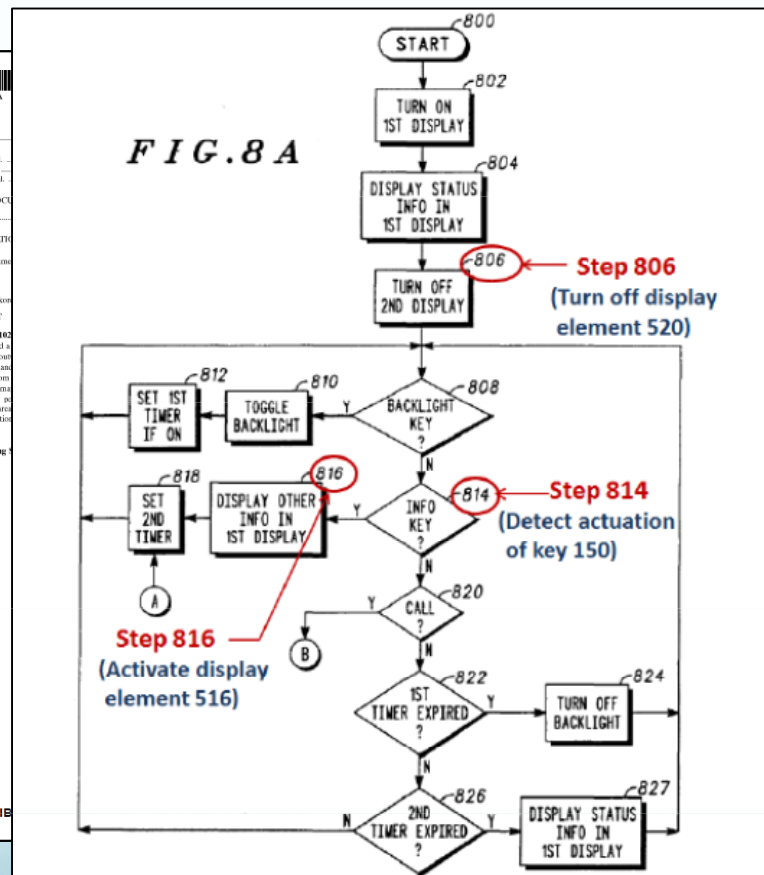 800
START
802
TURN ON
1ST DISPLAY
FIG.8A
804
DISPLAY STATUS
INFO IN
1ST DISPLAY
806
TURN OFF
2ND DISPLAY
Step 806
(Turn off display
element 520)
812
SET 1ST
TIMER
IF ON
810
TOGGLE
BACKLIGHT
Y
808
BACKLIGHT
KEY
?
N
818
SET
2ND
TIMER
816
DISPLAY OTHER
INFO IN
1ST DISPLAY
Y
814
INFO
KEY
?
Step 814
(Detect actuation
of key 150)
N
A
820
Y
CALL
?
B
N
Step 816
(Activate display
element 516)
822
1ST
TIMER EXPIRED
?
Y
824
TURN OFF
BACKLIGHT
N
826
N
2ND
TIMER EXPIRED
?
Y
827
DISPLAY STATUS
INFO IN
1ST DISPLAY